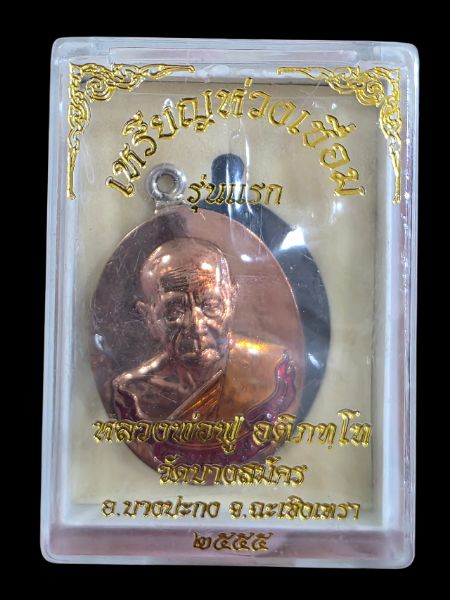 เหรียญห่วงเชื่อม
รุ่นแรก
หลวงพ่อฟู อติภทฺโท
วัดบางสมัคร
อ.บางปะกง จ.ฉะเชิงเทรา
๒๕๕๕